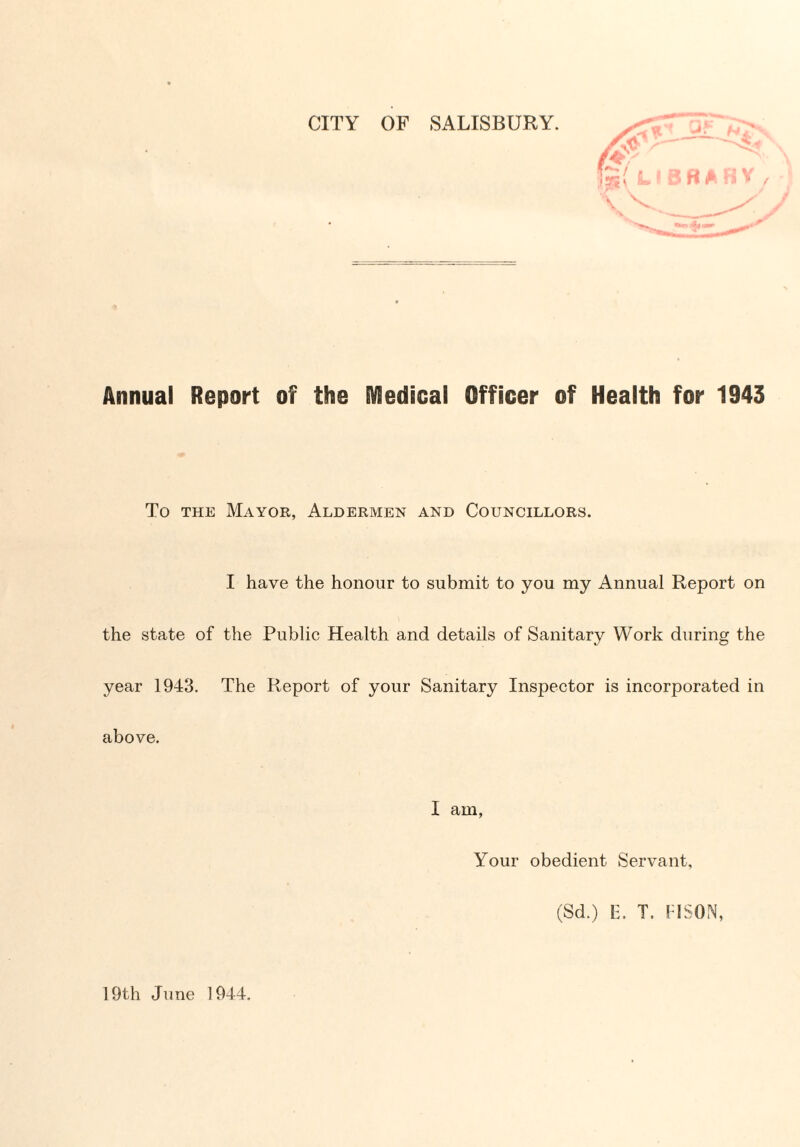 CITY OF SALISBURY.
OF
LIBRARY
Annual Report of the Medical Officer of Health for 1943
To the Mayor, Aldermen and Councillors.
I have the honour to submit to you my Annual Report on
the state of the Public Health and details of Sanitary Work during the
year 1943. The Report of your Sanitary Inspector is incorporated in
above.
I am,
Your obedient Servant,
(Sd.) E. T. FISON,
19th June 1944.